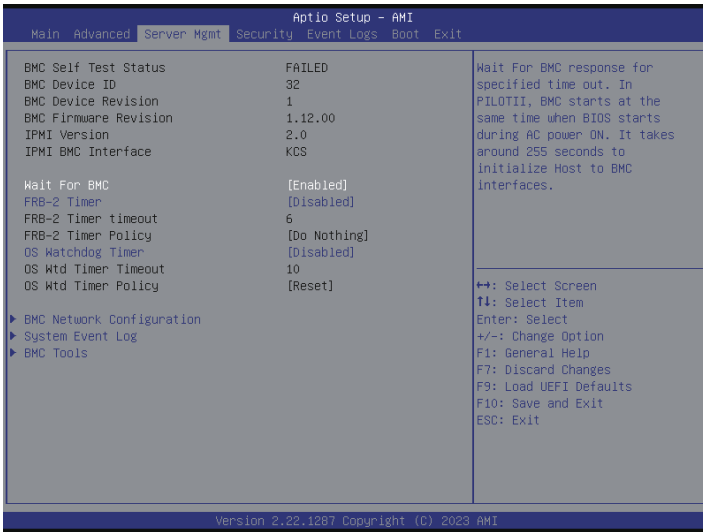 Aptio Setup – AMI
Main Advanced Server Mgmt Security Event Logs Boot Exit
BMC Self Test Status FAILED
BMC Device ID 32
BMC Device Revision 1
BMC Firmware Revision 1.12.00
IPMI Version 2.0
IPMI BMC Interface KCS
Wait For BMC [Enabled]
FRB-2 Timer [Disabled]
FRB-2 Timer timeout 6
FRB-2 Timer Policy [Do Nothing]
OS Watchdog Timer [Disabled]
OS Wtd Timer Timeout 10
OS Wtd Timer Policy [Reset]
BMC Network Configuration
System Event Log
BMC Tools
Wait For BMC response for
specified time out. In
PILOTII, BMC starts at the
same time when BIOS starts
during AC power ON. It takes
around 255 seconds to
initialize Host to BMC
interfaces.
↔: Select Screen
↑↓: Select Item
Enter: Select
+/-: Change Option
F1: General Help
F7: Discard Changes
F9: Load UEFI Defaults
F10: Save and Exit
ESC: Exit
Version 2.22.1287 Copyright (C) 2023 AMI